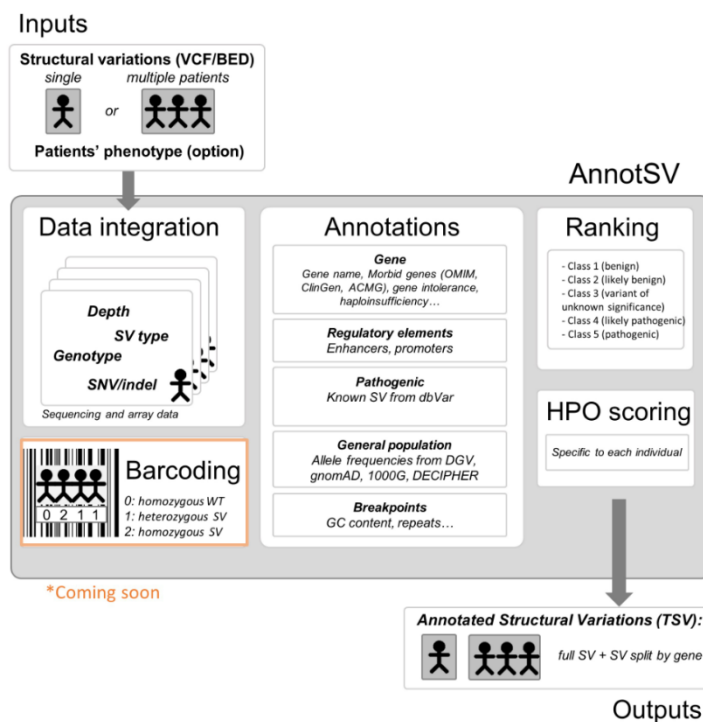 Inputs
Structural variations (VCF/BED)
single multiple patients
or
Patients' phenotype (option)
AnnotSV
Data integration
Depth
SV type
Genotype
SNV/indel
Sequencing and array data
Barcoding
0 2 1 1
0: homozygous WT
1: heterozygous SV
2: homozygous SV
*Coming soon
Annotations
Gene
Gene name, Morbid genes (OMIM,
ClinGen, ACMG), gene intolerance,
haploinsufficiency…
Regulatory elements
Enhancers, promoters
Pathogenic
Known SV from dbVar
General population
Allele frequencies from DGV,
gnomAD, 1000G, DECIPHER
Breakpoints
GC content, repeats…
Ranking
- Class 1 (benign)
- Class 2 (likely benign)
- Class 3 (variant of
unknown significance)
- Class 4 (likely pathogenic)
- Class 5 (pathogenic)
HPO scoring
Specific to each individual
Annotated Structural Variations (TSV):
full SV + SV split by gene
Outputs